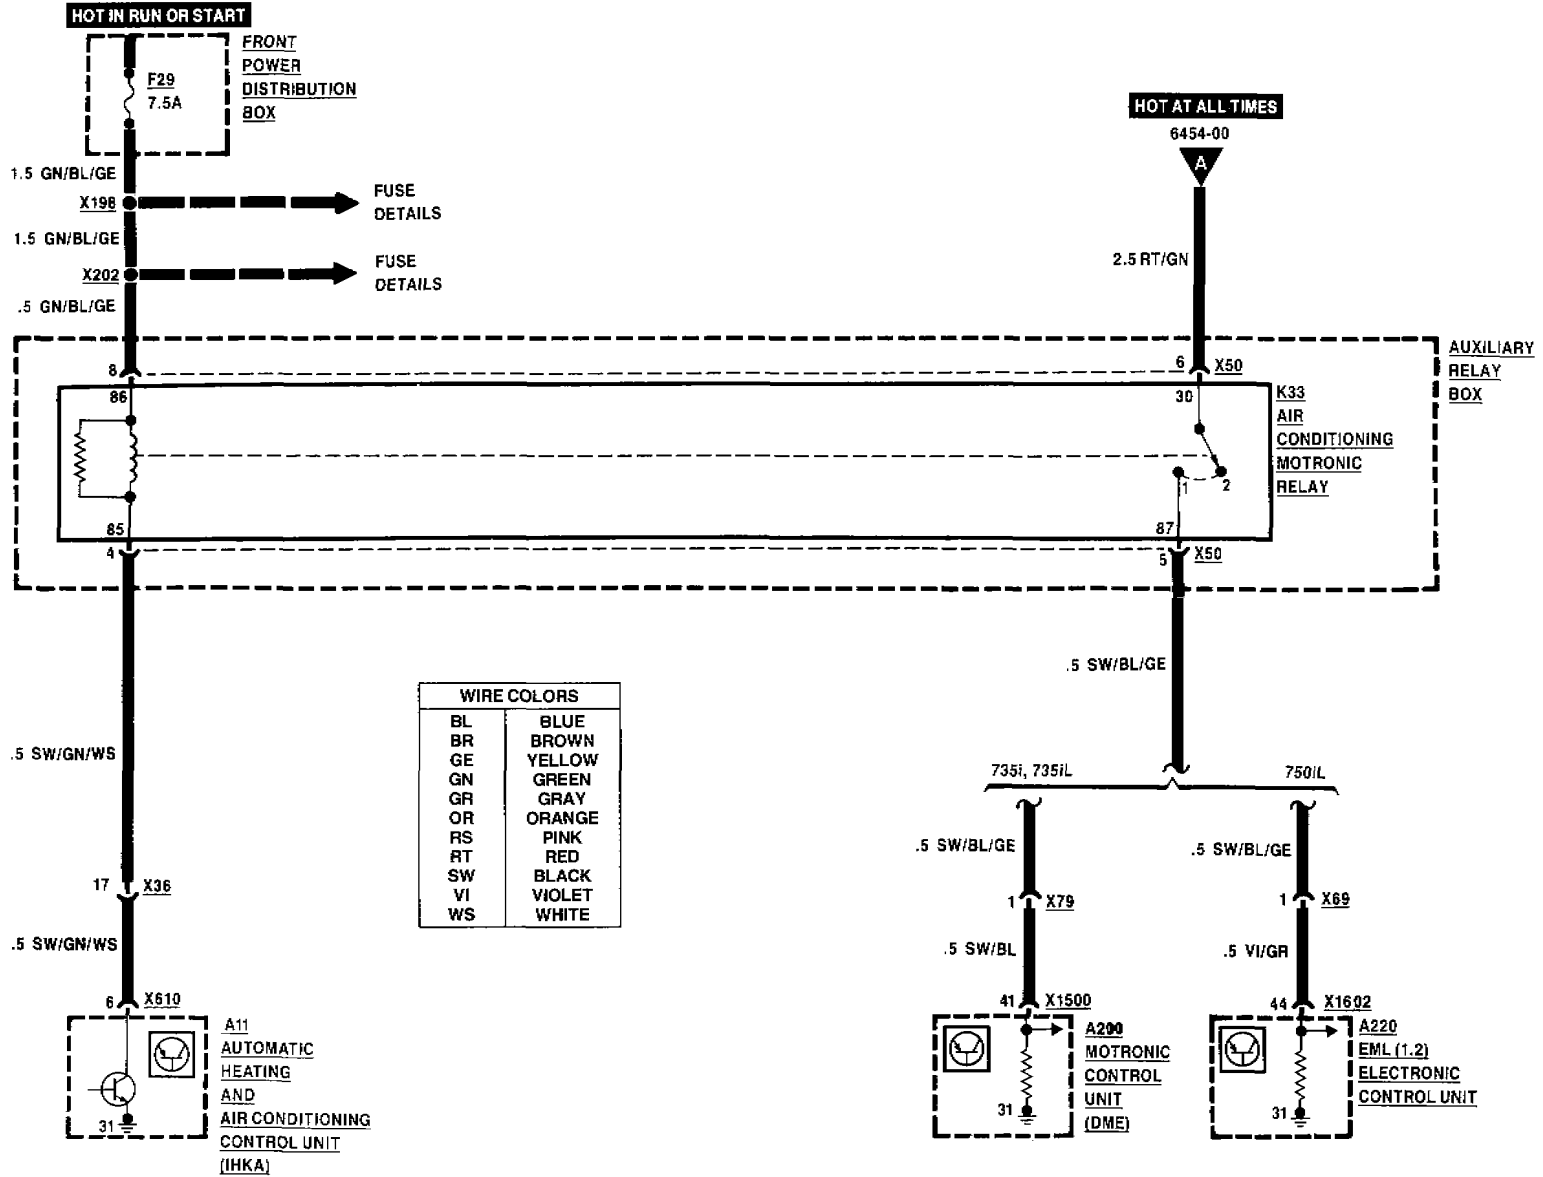 HOT IN RUN OR START
FRONT
POWER
DISTRIBUTION
BOX
F29
7.5A
1.5 GN/BL/GE
X198
FUSE
DETAILS
1.5 GN/BL/GE
X202
FUSE
DETAILS
.5 GN/BL/GE
HOT AT ALL TIMES
6454-00
A
2.5 RT/GN
AUXILIARY
RELAY
BOX
8
6 X50
86
30
K33
AIR
CONDITIONING
MOTRONIC
RELAY
1 2
85
87
4
5 X50
.5 SW/BL/GE
.5 SW/GN/WS
WIRE COLORS
BL BLUE
BR BROWN
GE YELLOW
GN GREEN
GR GRAY
OR ORANGE
RS PINK
RT RED
SW BLACK
VI VIOLET
WS WHITE
735i, 735iL
750iL
.5 SW/BL/GE
.5 SW/BL/GE
17 X36
1 X79
1 X69
.5 SW/GN/WS
.5 SW/BL
.5 VI/GR
6 X610
41 X1500
44 X1602
A11
AUTOMATIC
HEATING
AND
AIR CONDITIONING
CONTROL UNIT
(IHKA)
31
A200
MOTRONIC
CONTROL
UNIT
(DME)
31
A220
EML (1.2)
ELECTRONIC
CONTROL UNIT
31